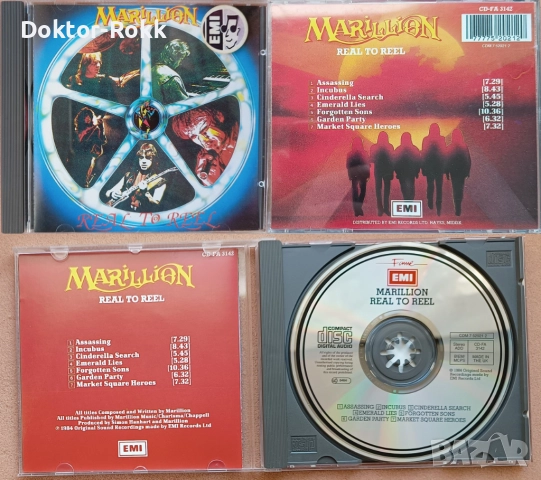 Doktor-Rokk
MARILLION
EMI
REAL TO REEL
CD-FA 3142
MARILLION
REAL TO REEL
1 Assassing [7.29]
2 Incubus [8.43]
3 Cinderella Search [5.45]
4 Emerald Lies [5.28]
5 Forgotten Sons [10.36]
6 Garden Party [6.32]
7 Market Square Heroes [7.32]
EMI
DISTRIBUTED BY EMI RECORDS LTD HAYES, MIDDX
CD-FA 3142
MARILLION
REAL TO REEL
1 Assassing [7.29]
2 Incubus [8.43]
3 Cinderella Search [5.45]
4 Emerald Lies [5.28]
5 Forgotten Sons [10.36]
6 Garden Party [6.32]
7 Market Square Heroes [7.32]
All titles Composed and Written by Marillion
All titles Published by Marillion Music/Charisma/Chappell
Produced by Simon Hanhart and Marillion
℗ 1984 Original Sound Recordings made by EMI Records Ltd
EMI
Fame
EMI
MARILLION
REAL TO REEL
COMPACT
disc
DIGITAL AUDIO
CD-FA
3142
MADE IN
THE UK
℗ 1984 Original Sound
Recordings made by
EMI Records Ltd
1 ASSASSING 2 INCUBUS 3 CINDERELLA SEARCH
4 EMERALD LIES 5 FORGOTTEN SONS
6 GARDEN PARTY 7 MARKET SQUARE HEROES
BAZAR